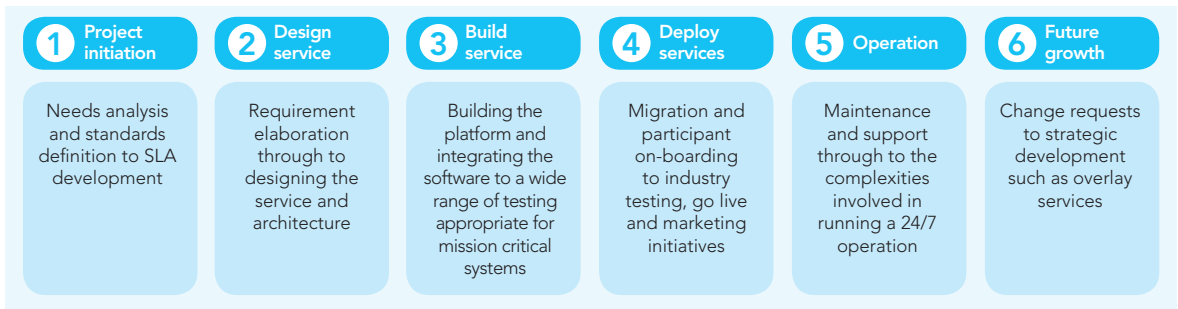 1
Project
initiation
Needs analysis
and standards
definition to SLA
development
2
Design
service
Requirement
elaboration
through to
designing the
service and
architecture
3
Build
service
Building the
platform and
integrating the
software to a wide
range of testing
appropriate for
mission critical
systems
4
Deploy
services
Migration and
participant
on-boarding
to industry
testing, go live
and marketing
initiatives
5
Operation
Maintenance
and support
through to the
complexities
involved in
running a 24/7
operation
6
Future
growth
Change requests
to strategic
development
such as overlay
services